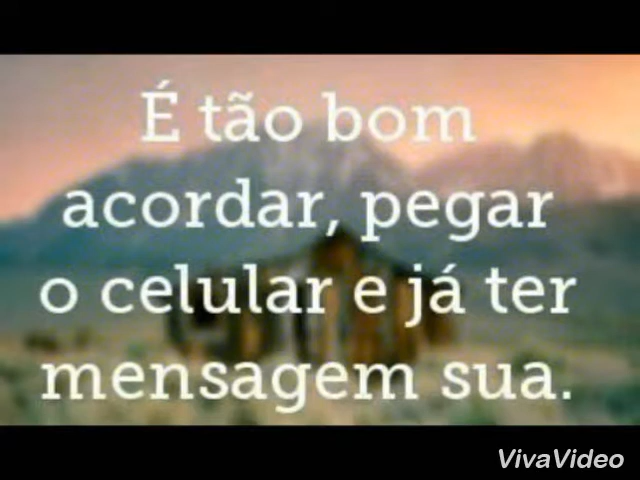 É tão bom
acordar, pegar
o celular e já ter
mensagem sua.
VivaVideo